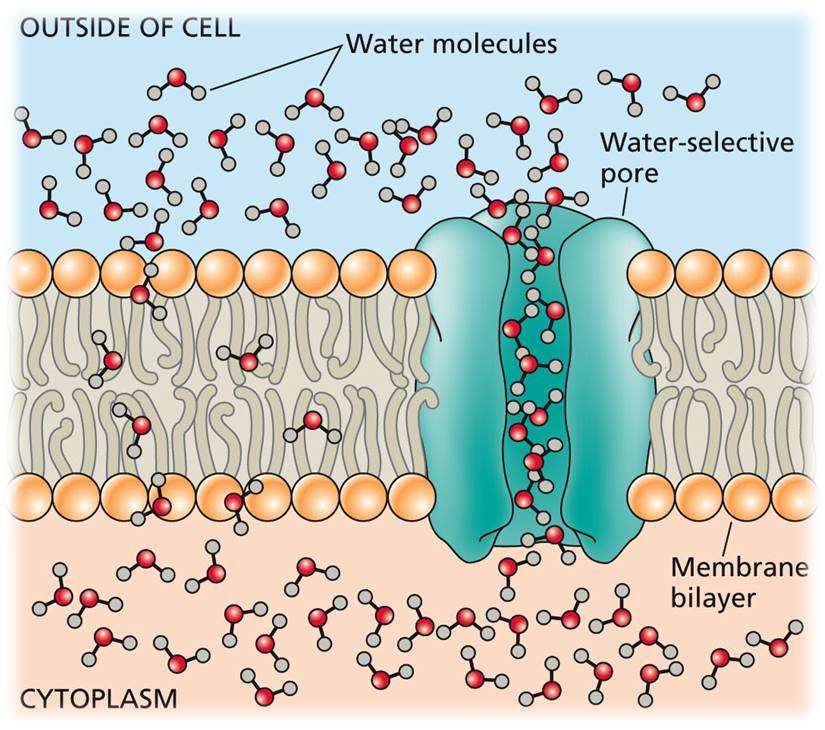 OUTSIDE OF CELL
Water molecules
Water-selective
pore
Membrane
bilayer
CYTOPLASM